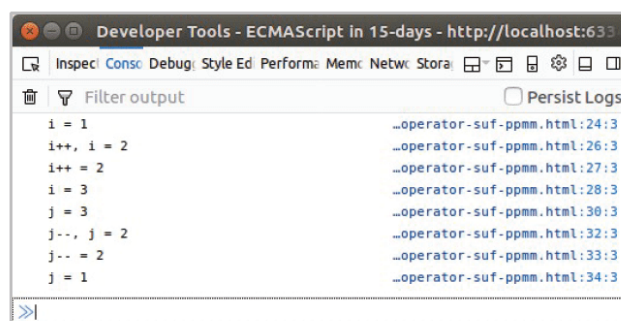 Developer Tools - ECMAScript in 15-days - http://localhost:633
Inspec Conso Debug Style Ed Performa Memo Netwo Stora
Filter output Persist Logs
i = 1 …operator-suf-ppmm.html:24:3
i++, i = 2 …operator-suf-ppmm.html:26:3
i++ = 2 …operator-suf-ppmm.html:27:3
i = 3 …operator-suf-ppmm.html:28:3
j = 3 …operator-suf-ppmm.html:30:3
j--, j = 2 …operator-suf-ppmm.html:32:3
j-- = 2 …operator-suf-ppmm.html:33:3
j = 1 …operator-suf-ppmm.html:34:3